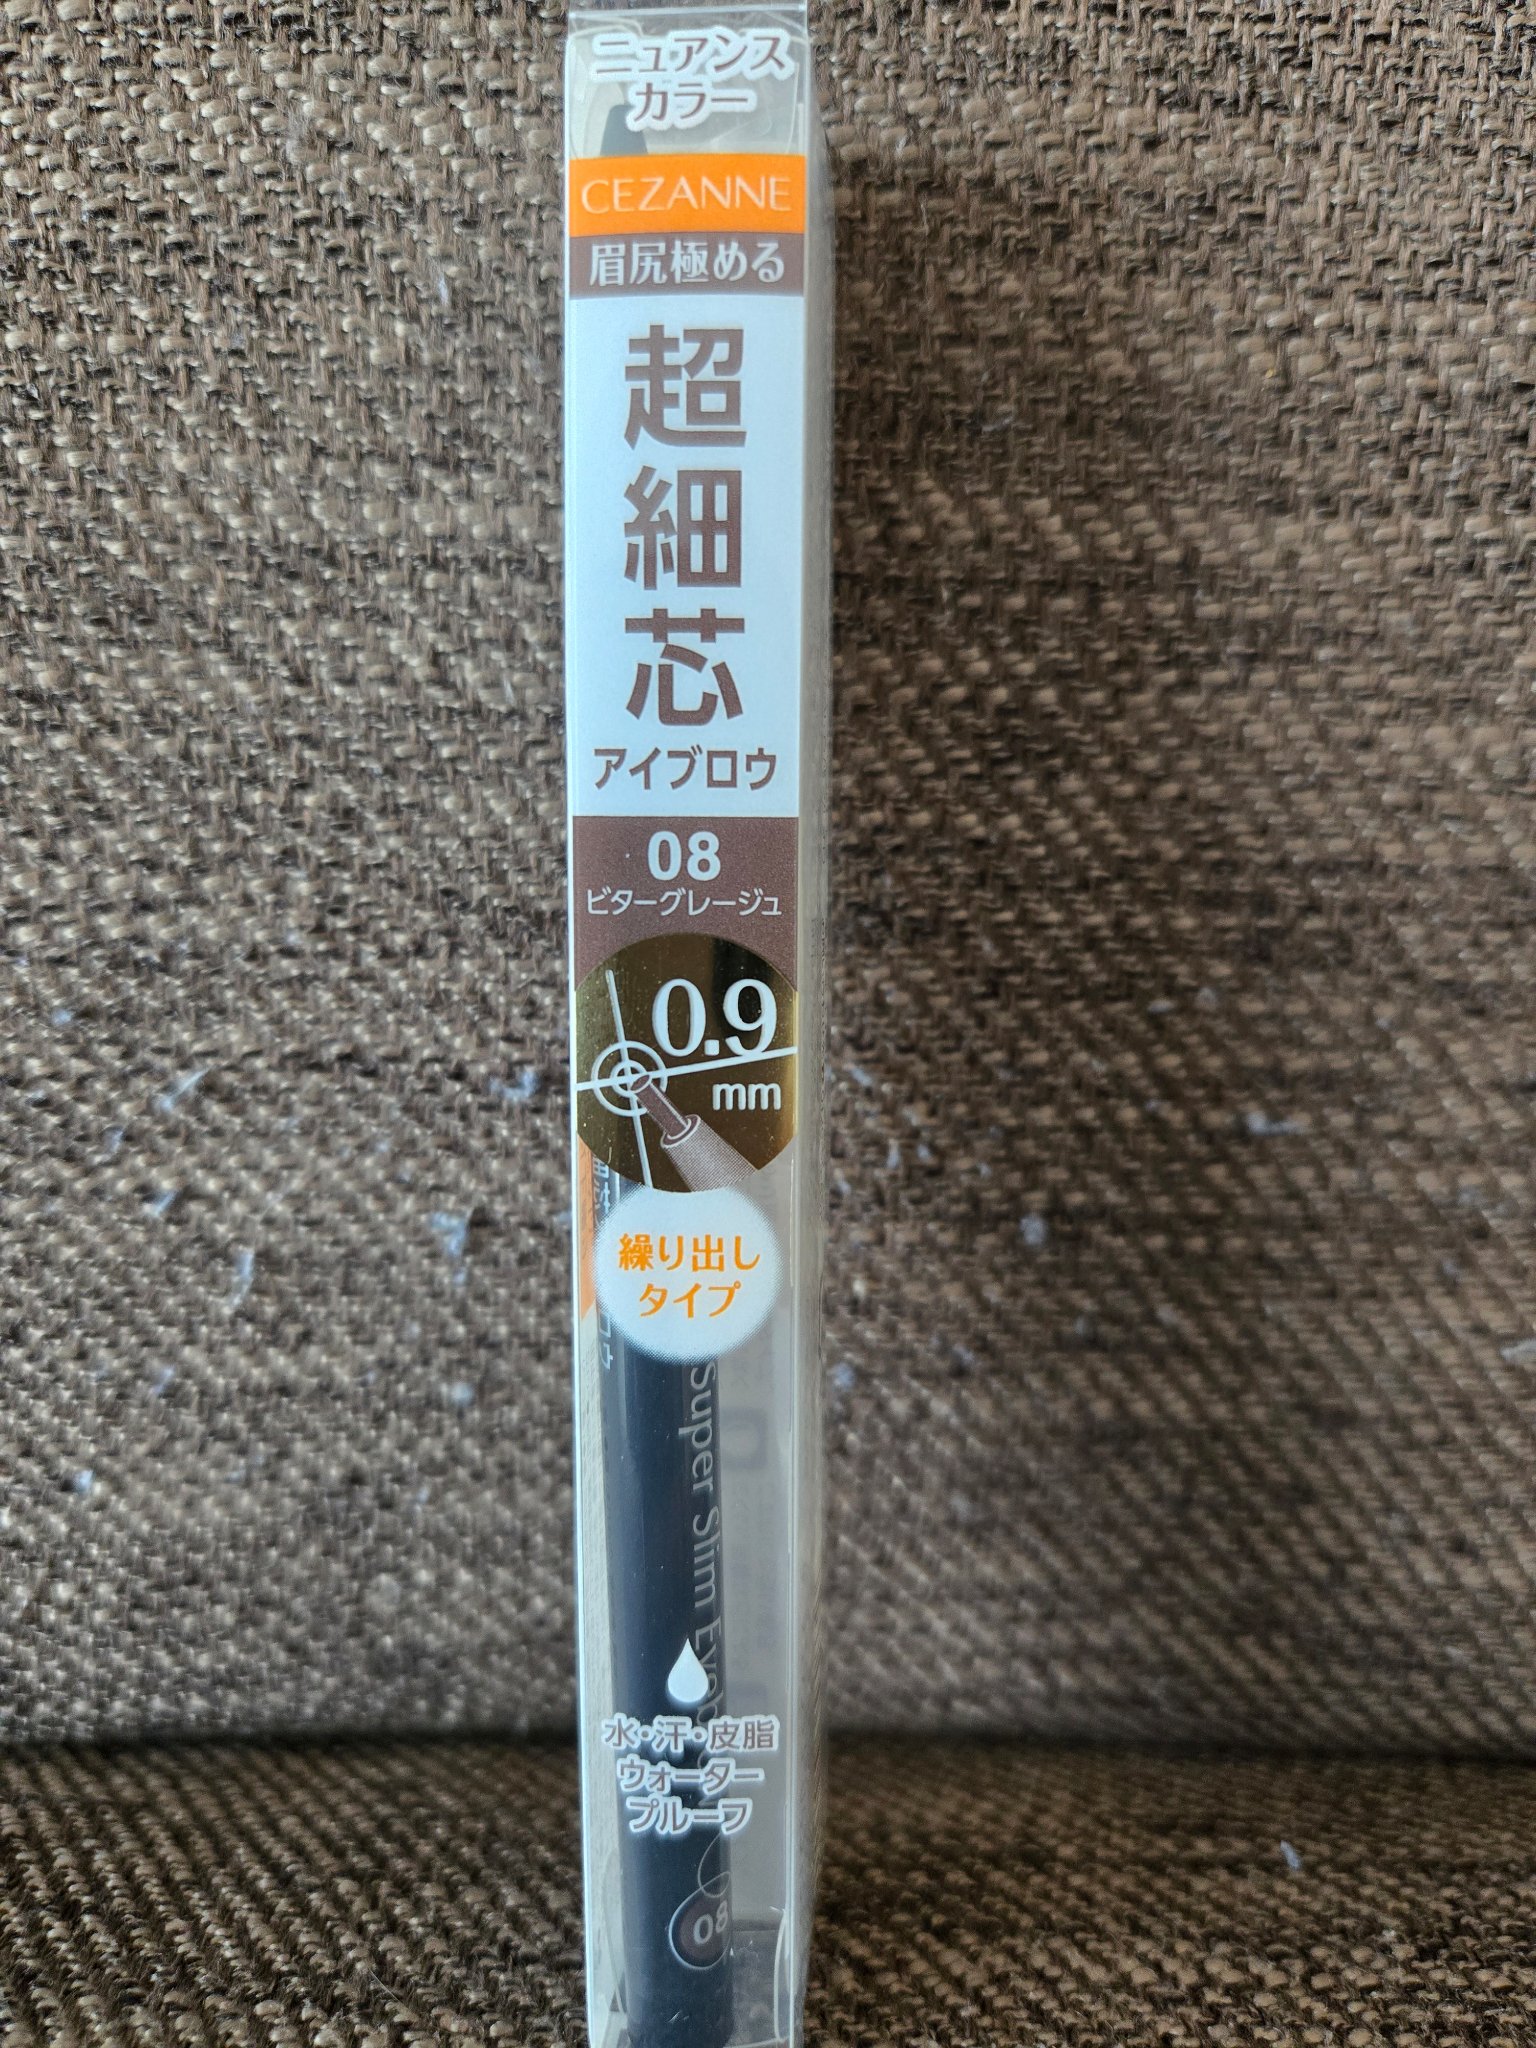 ニュアンス
カラー
CEZANNE
眉尻極める
超細芯
アイブロウ
08
ビターグレージュ
0.9
mm
繰り出し
タイプ
Super Slim
水・汗・皮脂
ウォーター
プルーフ
08